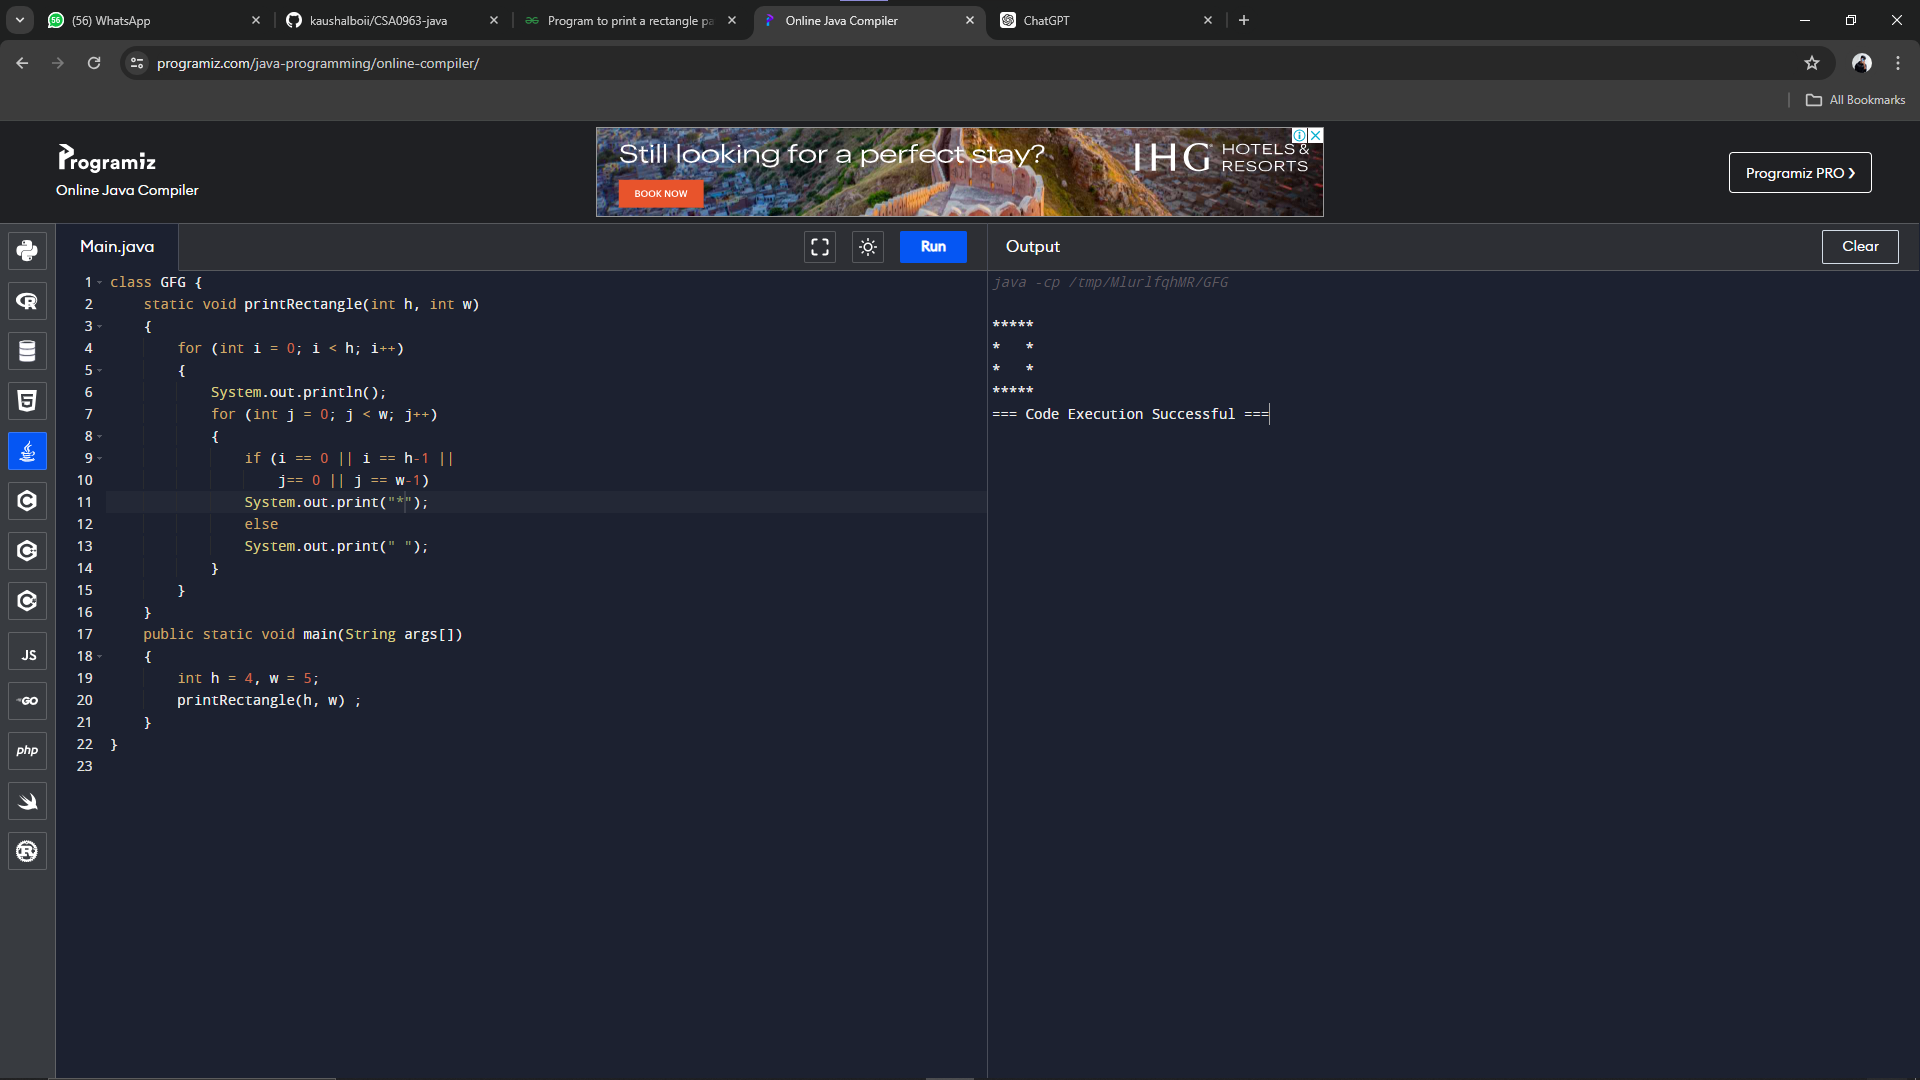 (56) WhatsApp
kaushalboii/CSA0963-java
Program to print a rectangle pa
Online Java Compiler
ChatGPT
programiz.com/java-programming/online-compiler/
All Bookmarks
Programiz
Online Java Compiler
Still looking for a perfect stay?
BOOK NOW
IHG HOTELS &
RESORTS
Programiz PRO ❯
Main.java
Run
Output
Clear
1 class GFG {
2     static void printRectangle(int h, int w)
3     {
4         for (int i = 0; i < h; i++)
5         {
6             System.out.println();
7             for (int j = 0; j < w; j++)
8             {
9                 if (i == 0 || i == h-1 ||
10                     j== 0 || j == w-1)
11                 System.out.print("*");
12                 else
13                 System.out.print(" ");
14             }
15         }
16     }
17     public static void main(String args[])
18     {
19         int h = 4, w = 5;
20         printRectangle(h, w) ;
21     }
22 }
23
java -cp /tmp/MlurlfqhMR/GFG
*****
*   *
*   *
*****
=== Code Execution Successful ===
JS
GO
php